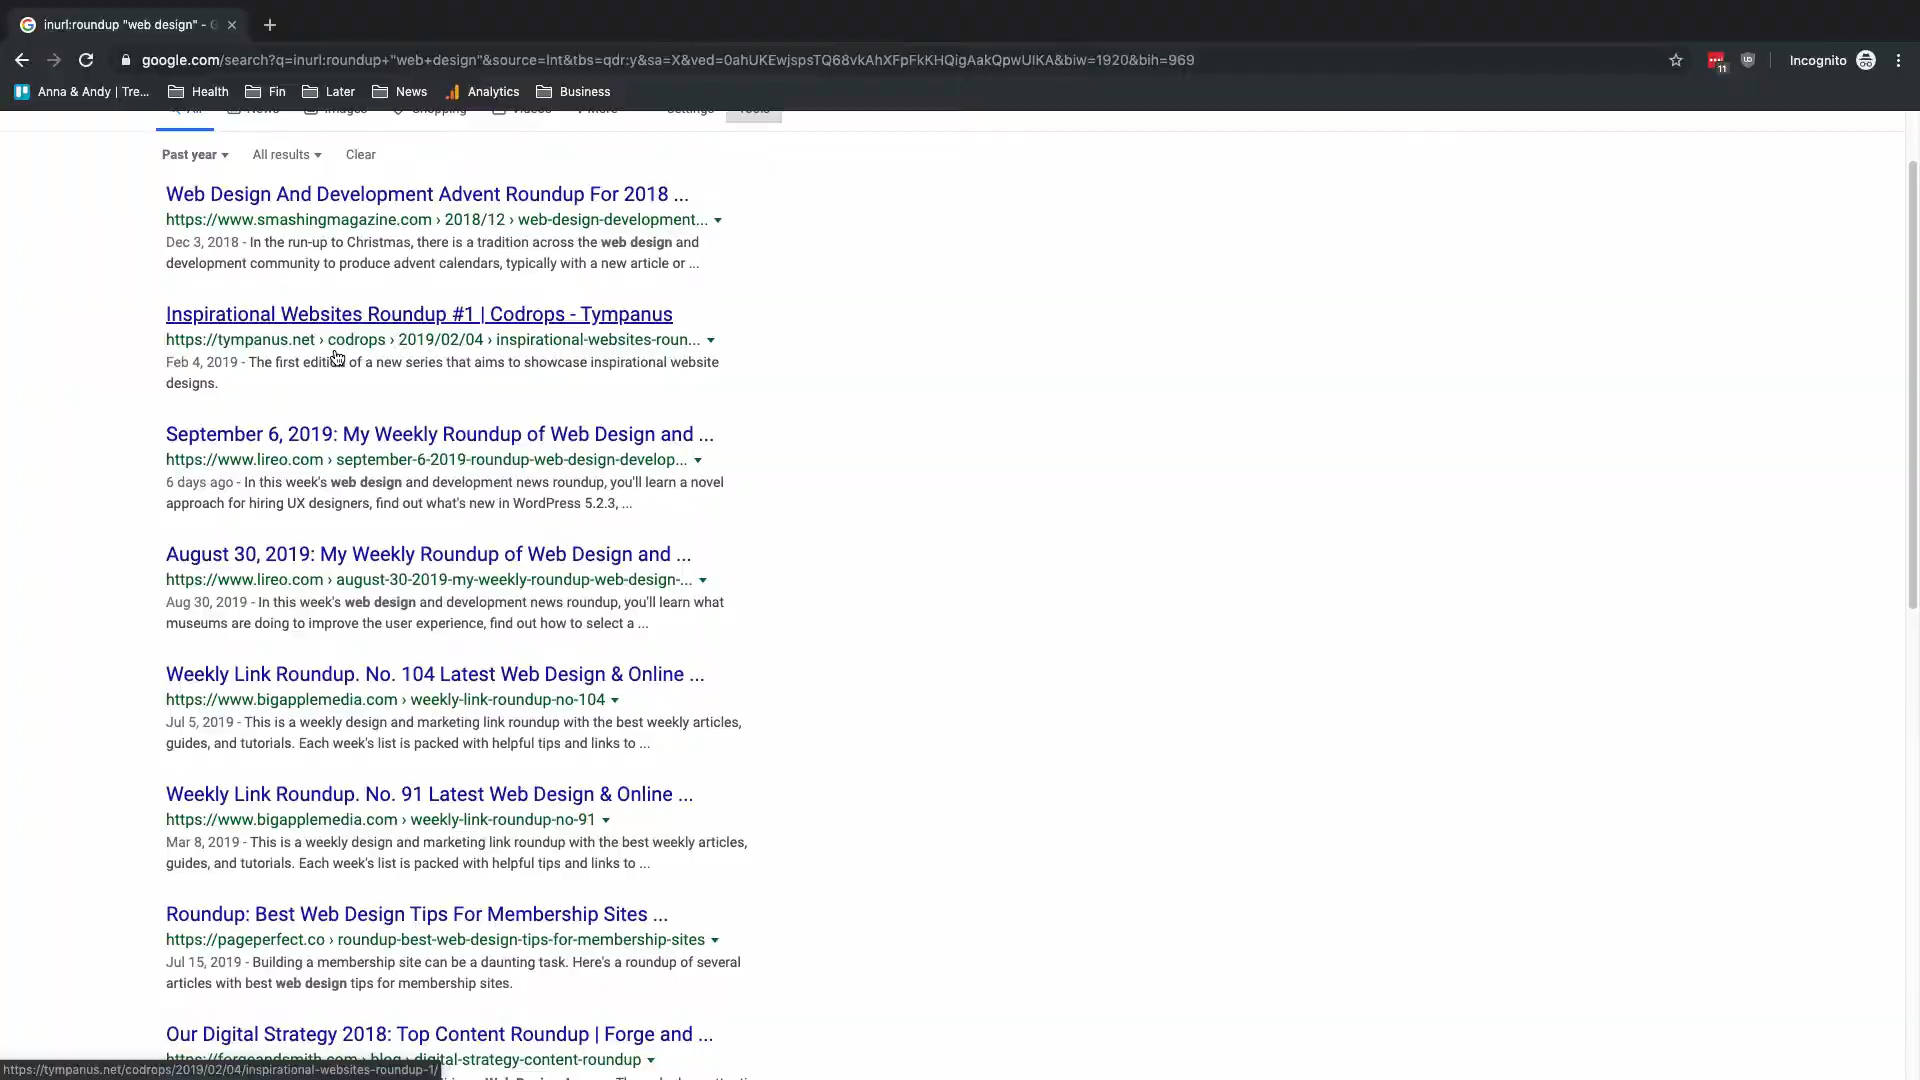 inurl:roundup "web design" - G
google.com/search?q=inurl:roundup+"web+design"&source=lnt&tbs=qdr:y&sa=X&ved=0ahUKEwjspsTQ68vkAhXFpFkKHQigAakQpwUIKA&biw=1920&bih=969
11
Incognito
Anna & Andy | Tre...
Health
Fin
Later
News
Analytics
Business
All
News
Images
Shopping
Videos
More
Settings
Tools
Past year
All results
Clear
Web Design And Development Advent Roundup For 2018 ...
https://www.smashingmagazine.com › 2018/12 › web-design-development...
Dec 3, 2018 - In the run-up to Christmas, there is a tradition across the web design and
development community to produce advent calendars, typically with a new article or ...
Inspirational Websites Roundup #1 | Codrops - Tympanus
https://tympanus.net › codrops › 2019/02/04 › inspirational-websites-roun...
Feb 4, 2019 - The first edition of a new series that aims to showcase inspirational website
designs.
September 6, 2019: My Weekly Roundup of Web Design and ...
https://www.lireo.com › september-6-2019-roundup-web-design-develop...
6 days ago - In this week's web design and development news roundup, you'll learn a novel
approach for hiring UX designers, find out what's new in WordPress 5.2.3, ...
August 30, 2019: My Weekly Roundup of Web Design and ...
https://www.lireo.com › august-30-2019-my-weekly-roundup-web-design-...
Aug 30, 2019 - In this week's web design and development news roundup, you'll learn what
museums are doing to improve the user experience, find out how to select a ...
Weekly Link Roundup. No. 104 Latest Web Design & Online ...
https://www.bigapplemedia.com › weekly-link-roundup-no-104
Jul 5, 2019 - This is a weekly design and marketing link roundup with the best weekly articles,
guides, and tutorials. Each week's list is packed with helpful tips and links to ...
Weekly Link Roundup. No. 91 Latest Web Design & Online ...
https://www.bigapplemedia.com › weekly-link-roundup-no-91
Mar 8, 2019 - This is a weekly design and marketing link roundup with the best weekly articles,
guides, and tutorials. Each week's list is packed with helpful tips and links to ...
Roundup: Best Web Design Tips For Membership Sites ...
https://pageperfect.co › roundup-best-web-design-tips-for-membership-sites
Jul 15, 2019 - Building a membership site can be a daunting task. Here's a roundup of several
articles with best web design tips for membership sites.
Our Digital Strategy 2018: Top Content Roundup | Forge and ...
https://forgeandsmith.com › blog › digital-strategy-content-roundup
https://tympanus.net/codrops/2019/02/04/inspirational-websites-roundup-1/